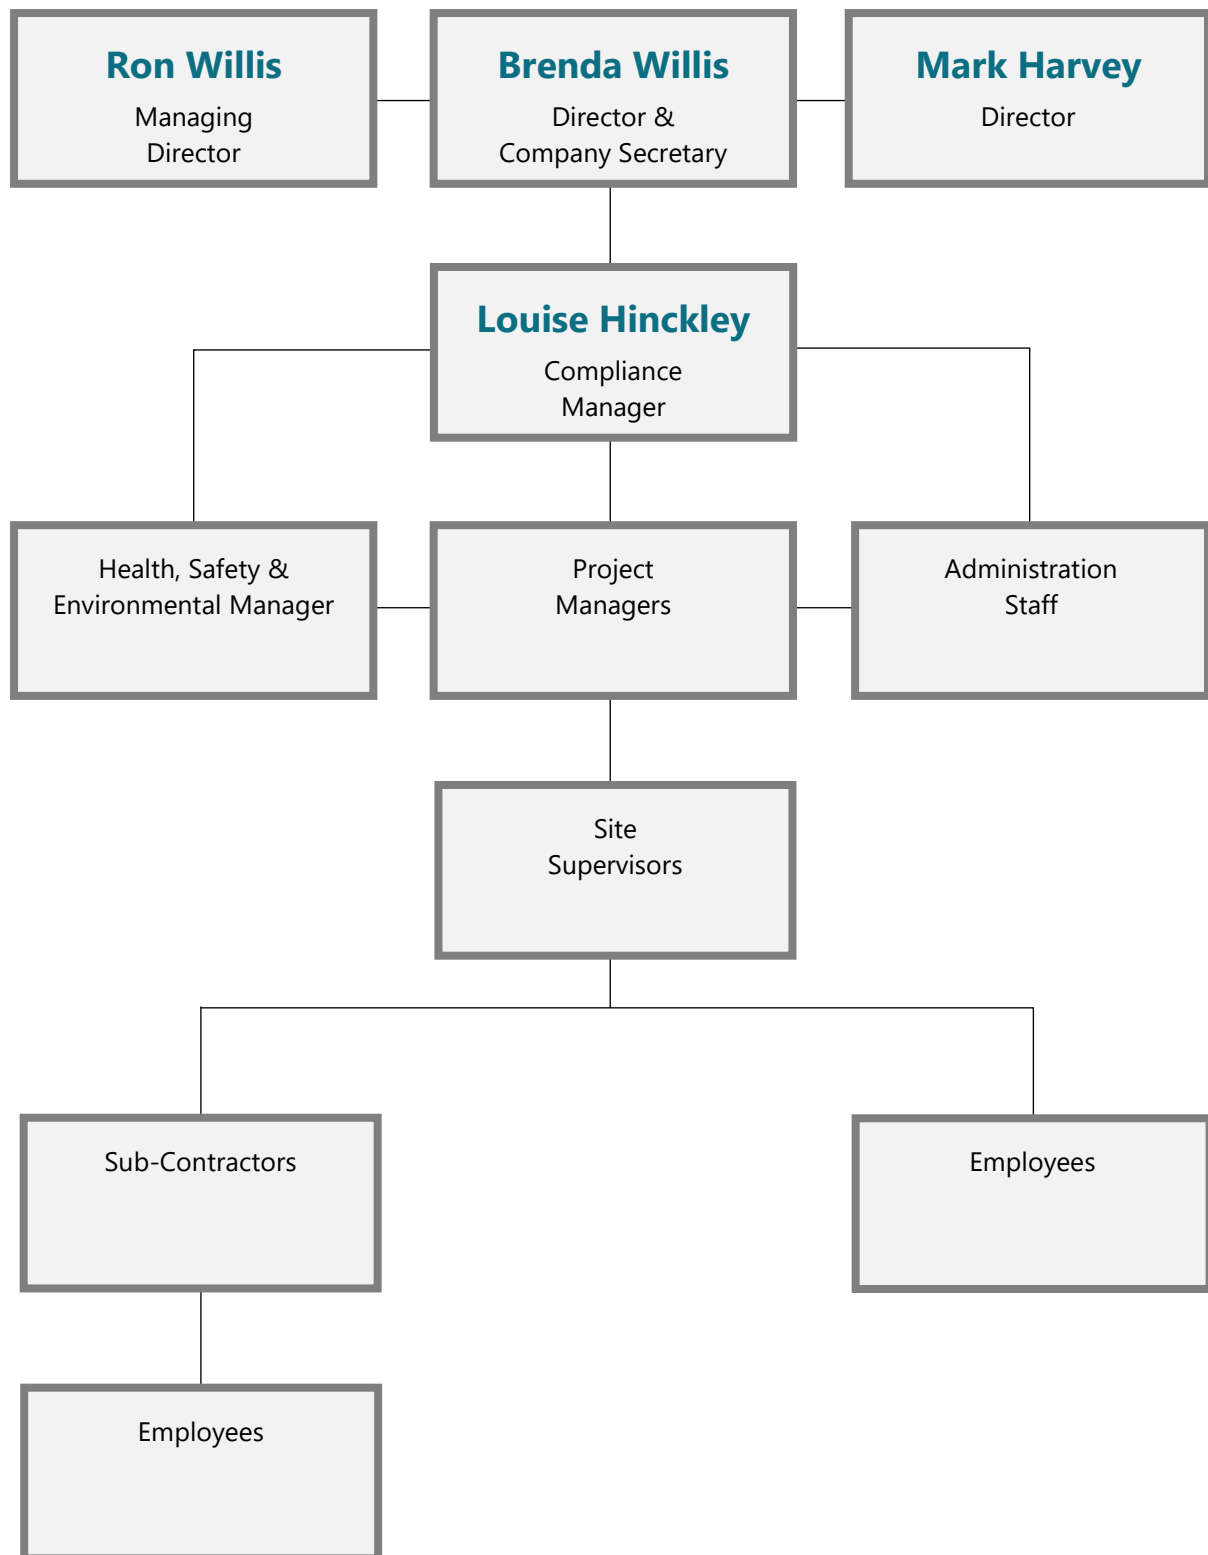 Ron Willis
Managing
Director
Brenda Willis
Director &
Company Secretary
Mark Harvey
Director
Louise Hinckley
Compliance
Manager
Health, Safety &
Environmental Manager
Project
Managers
Administration
Staff
Site
Supervisors
Sub-Contractors
Employees
Employees